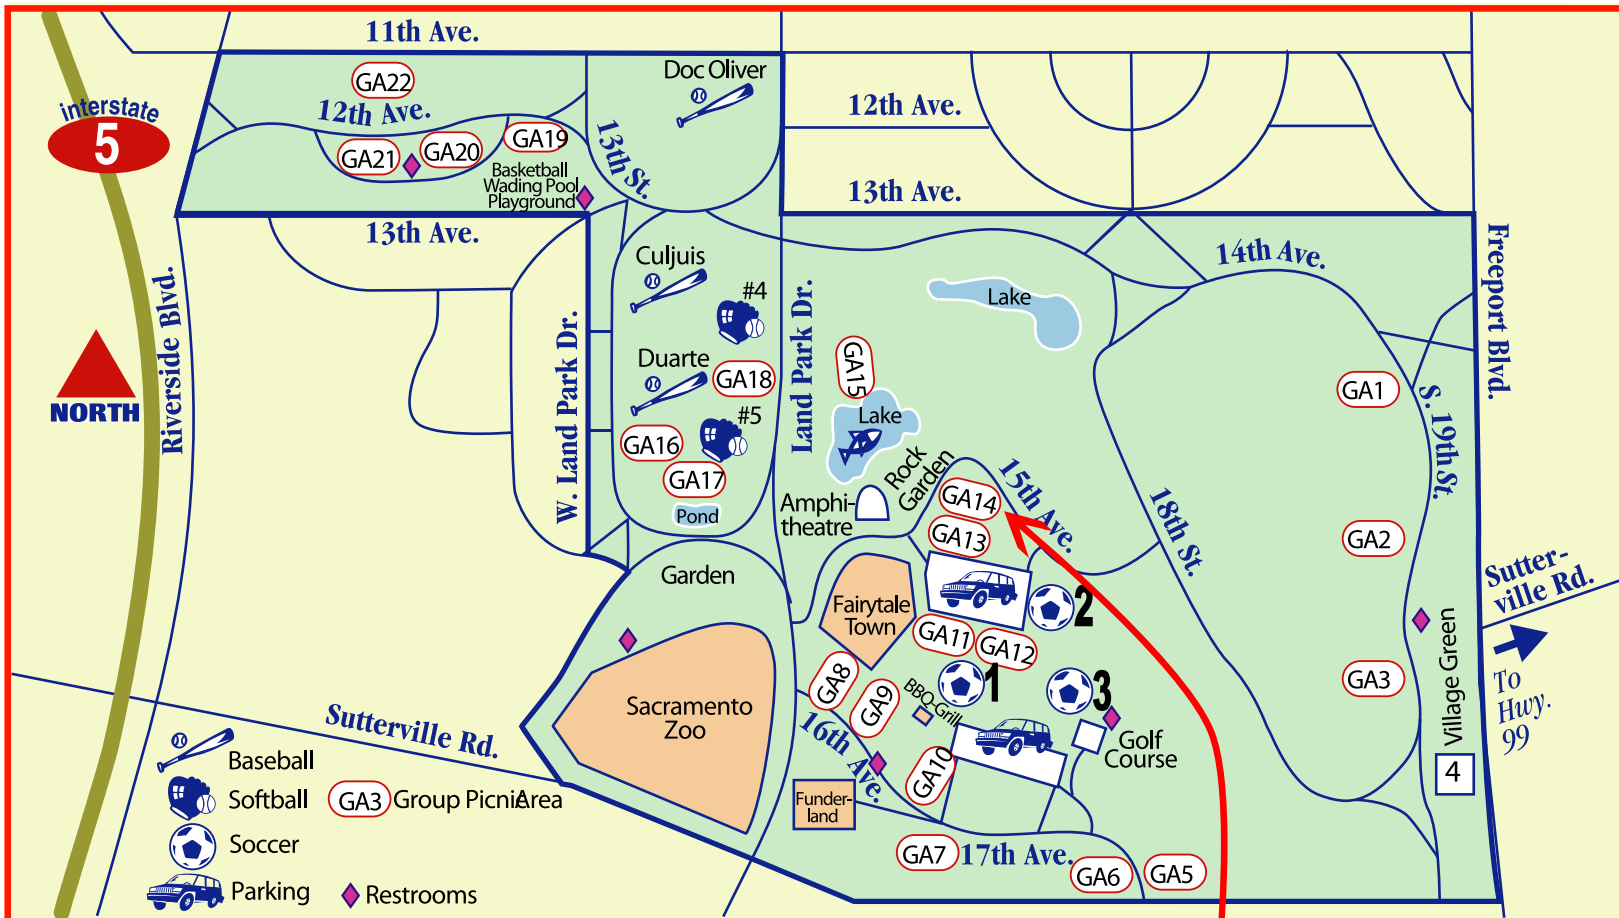 11th Ave.
Doc Oliver
GA22
interstate
5
12th Ave.
12th Ave.
GA19
13th St.
GA21
GA20
Basketball
Wading Pool
Playground
13th Ave.
13th Ave.
14th Ave.
Freeport Blvd.
Culjuis
#4
Lake
Riverside Blvd.
W. Land Park Dr.
Land Park Dr.
NORTH
Duarte
GA18
GA15
GA1
S. 19th St.
#5
Lake
GA16
GA17
Pond
Rock
Garden
Amphi-
theatre
GA14
15th Ave.
18th St.
GA13
GA2
Sutter-
ville Rd.
Garden
Fairytale
Town
2
GA11
GA12
Village Green
GA8
GA9
1
3
GA3
BBQ-Grill
To
Hwy.
99
Sacramento
Zoo
Sutterville Rd.
16th Ave.
GA10
Golf
Course
4
Funder-
land
GA7
17th Ave.
GA6
GA5
Baseball
Softball
GA3
Group Picnic Area
Soccer
Parking
Restrooms